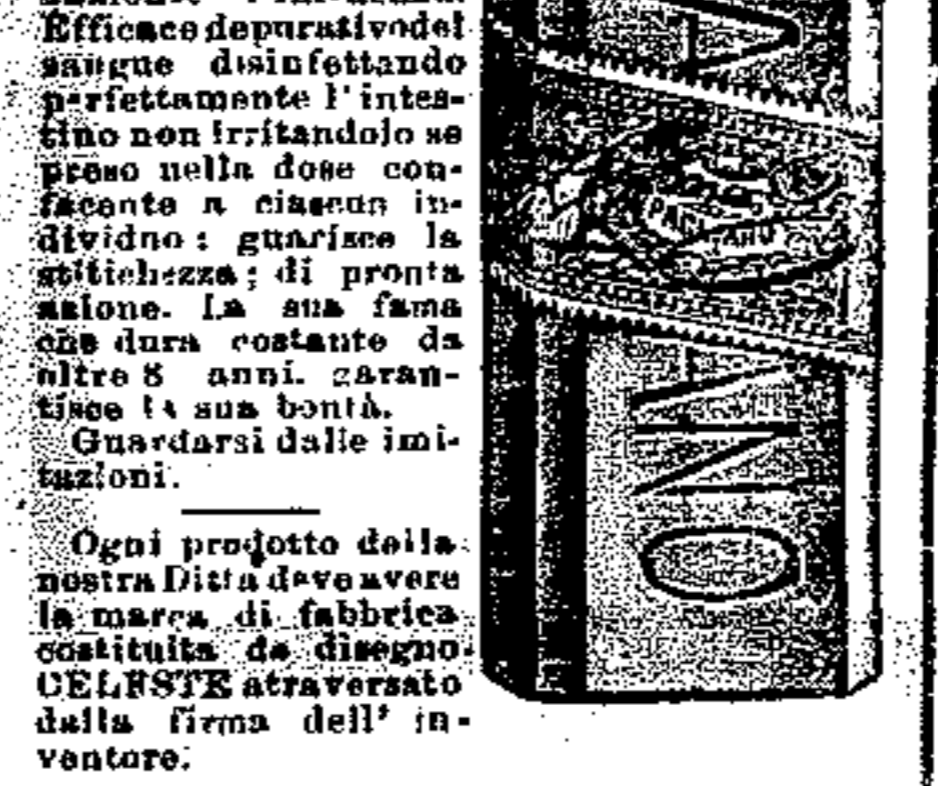 Efficace depurativo del
sangue disinfettando
perfettamente l'intes-
tino non irritandolo se
preso nella dose con-
facente a ciascun in-
dividuo: guarisce la
stitichezza; di pronta
azione. La sua fama
che dura costante da
oltre 8 anni. garan-
tisce la sua bontà.
Guardarsi dalle imi-
tazioni.
Ogni prodotto della
nostra Ditta deve avere
la marca di fabbrica
costituita da disegno
CELESTE atraversato
dalla firma dell' in-
ventore.